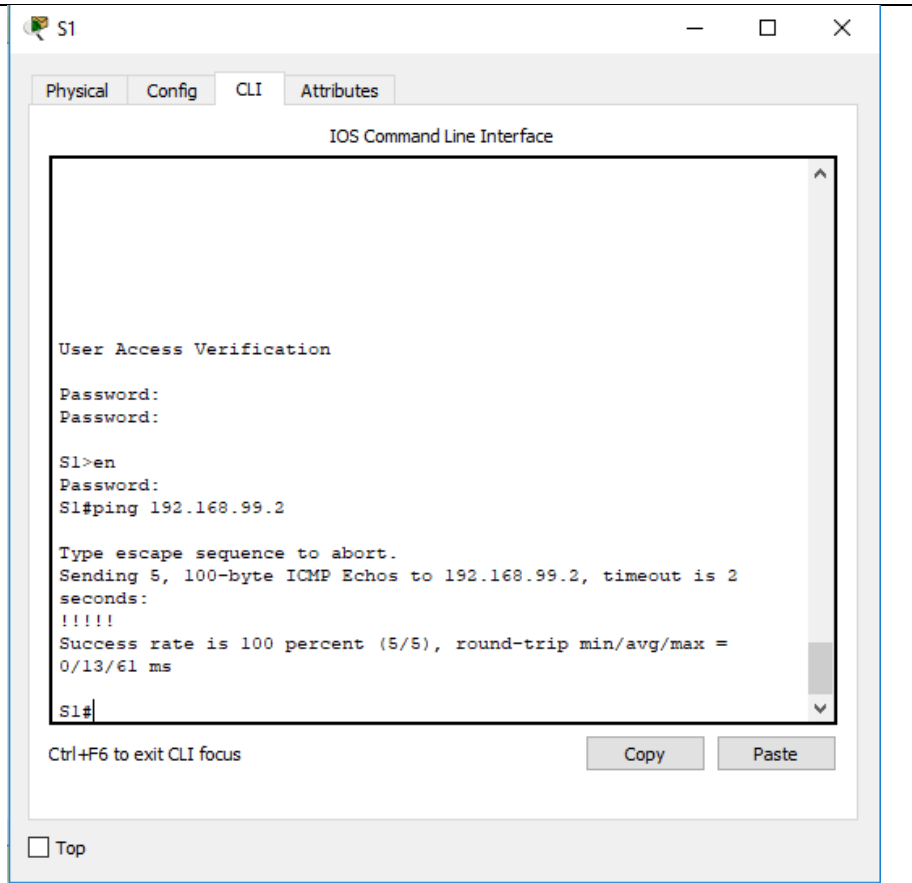 S1
Physical Config CLI Attributes
IOS Command Line Interface
User Access Verification
Password:
Password:
S1>en
Password:
S1#ping 192.168.99.2
Type escape sequence to abort.
Sending 5, 100-byte ICMP Echos to 192.168.99.2, timeout is 2
seconds:
!!!!!
Success rate is 100 percent (5/5), round-trip min/avg/max =
0/13/61 ms
S1#
Ctrl+F6 to exit CLI focus
Copy Paste
Top